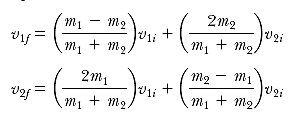 v₁f = ((m₁ − m₂)/(m₁ + m₂))v₁ᵢ + (2m₂/(m₁ + m₂))v₂ᵢ
v₂f = (2m₁/(m₁ + m₂))v₁ᵢ + ((m₂ − m₁)/(m₁ + m₂))v₂ᵢ